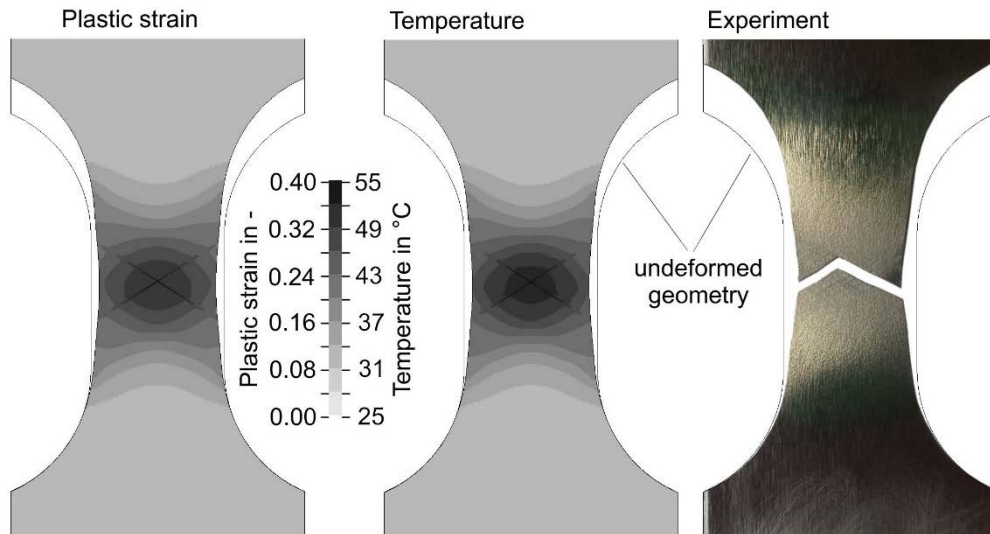 Plastic strain
Temperature
Experiment
0.40
55
0.32
49
0.24
43
0.16
37
0.08
31
0.00
25
Plastic strain in -
Temperature in °C
undeformed
geometry